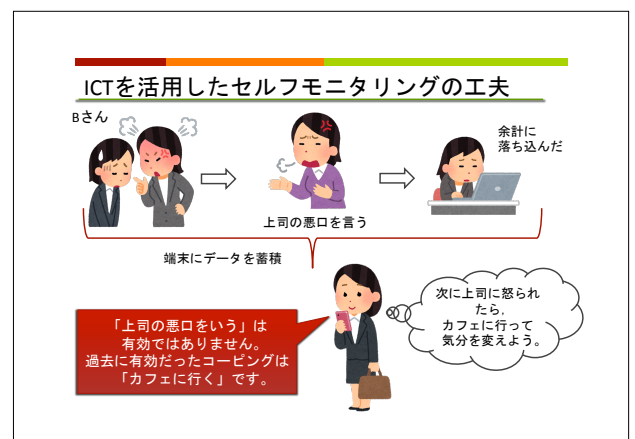 ICTを活用したセルフモニタリングの工夫
Bさん
余計に
落ち込んだ
上司の悪口を言う
端末にデータを蓄積
「上司の悪口をいう」は
有効ではありません。
過去に有効だったコーピングは
「カフェに行く」です。
次に上司に怒られ
たら,
カフェに行って
気分を変えよう。